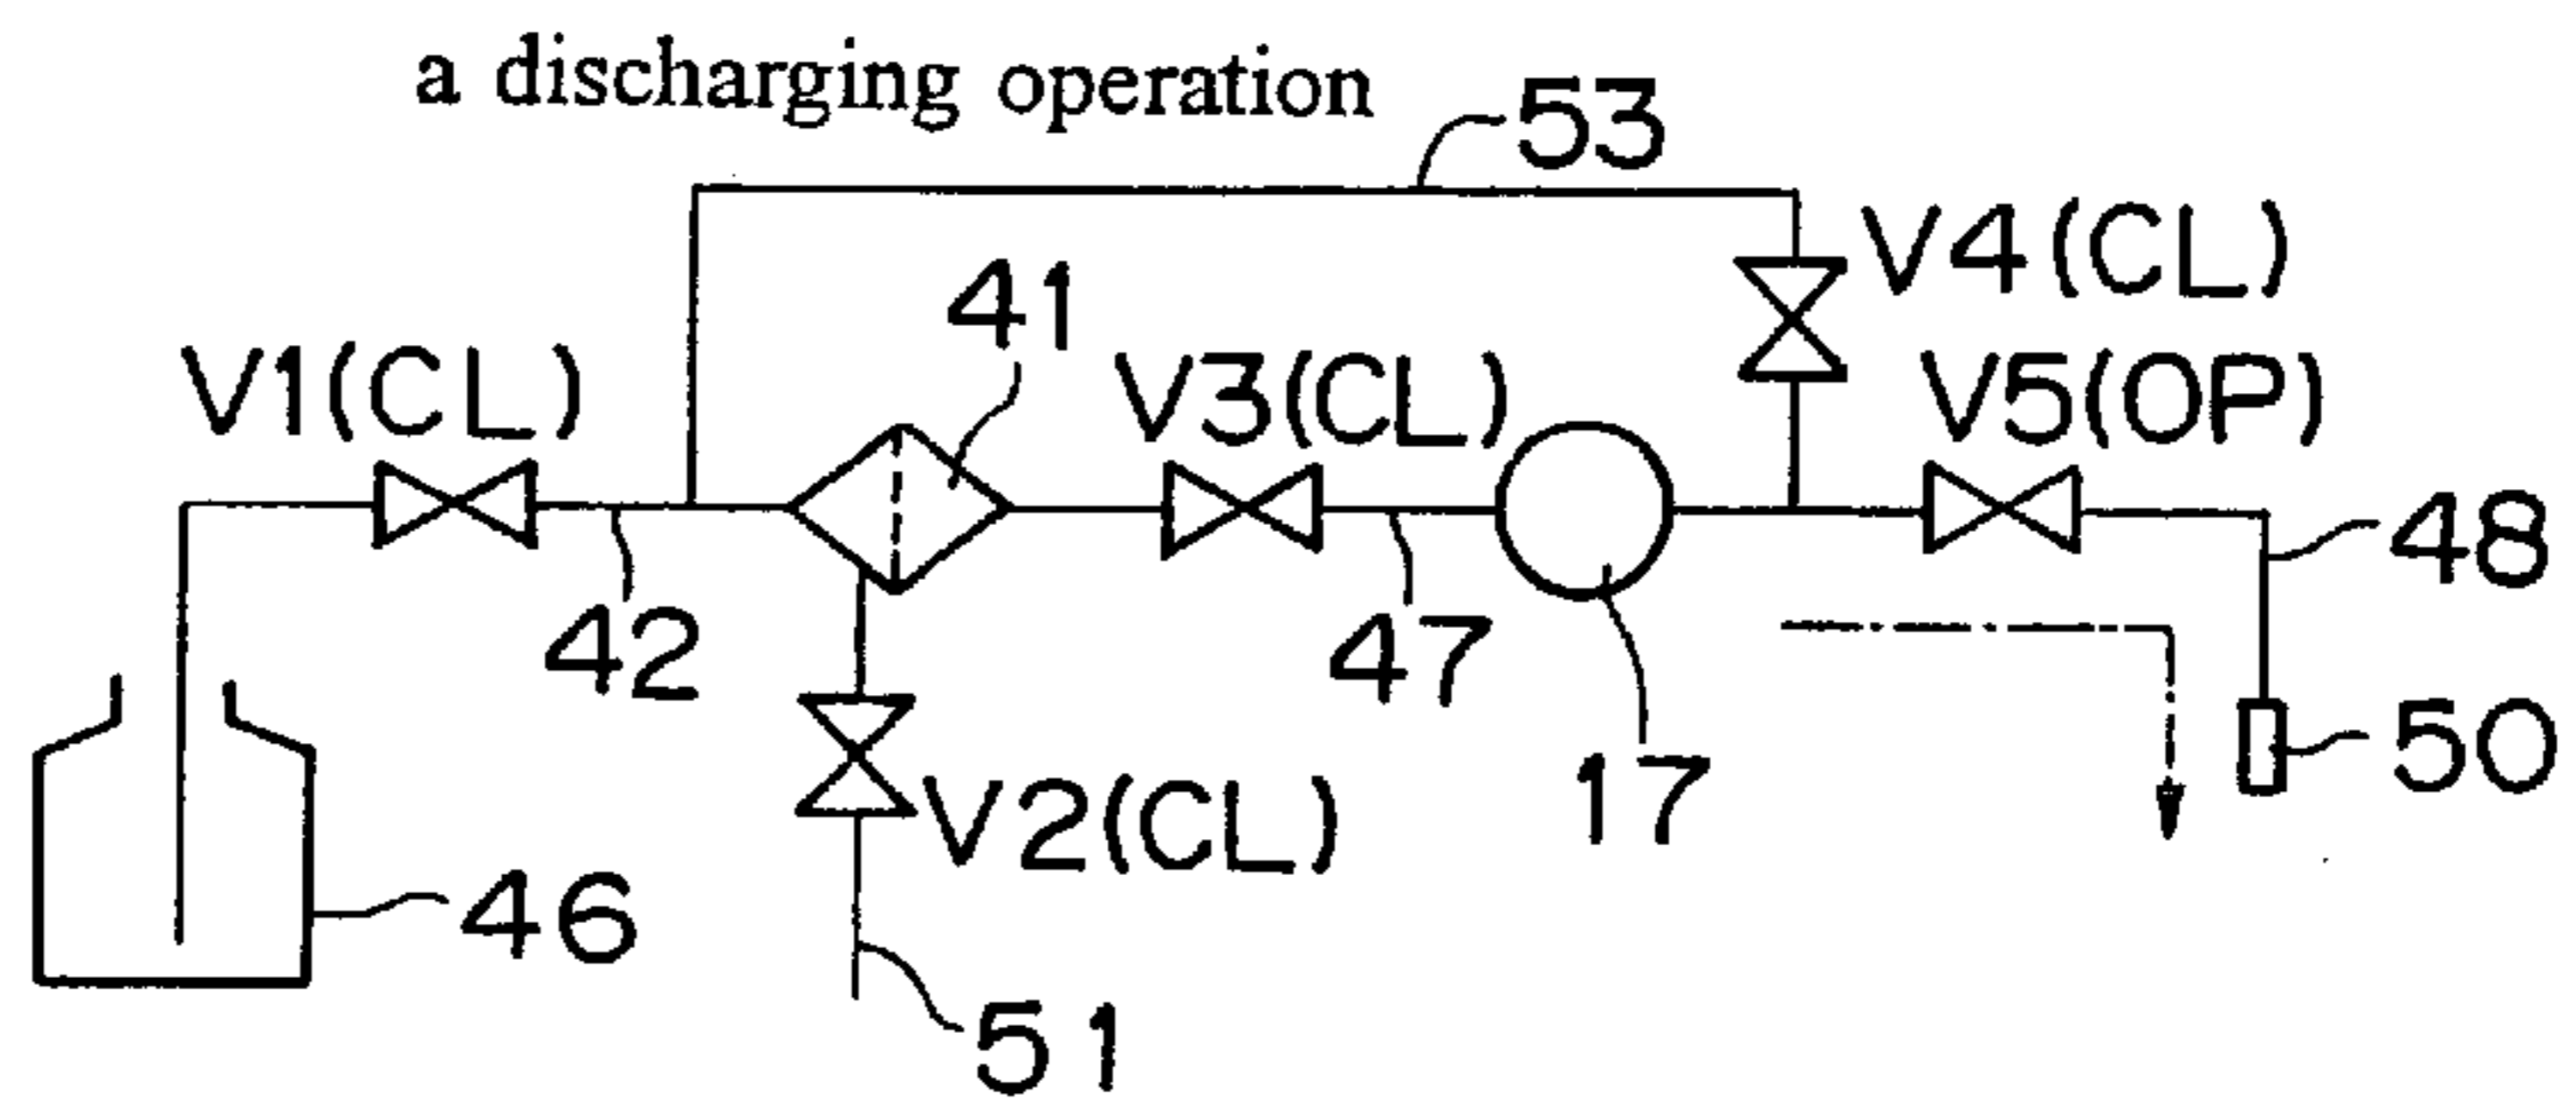 a discharging operation
53
V4(CL)
41
V1(CL)
V3(CL)
V5(OP)
48
42
47
50
17
V2(CL)
46
51